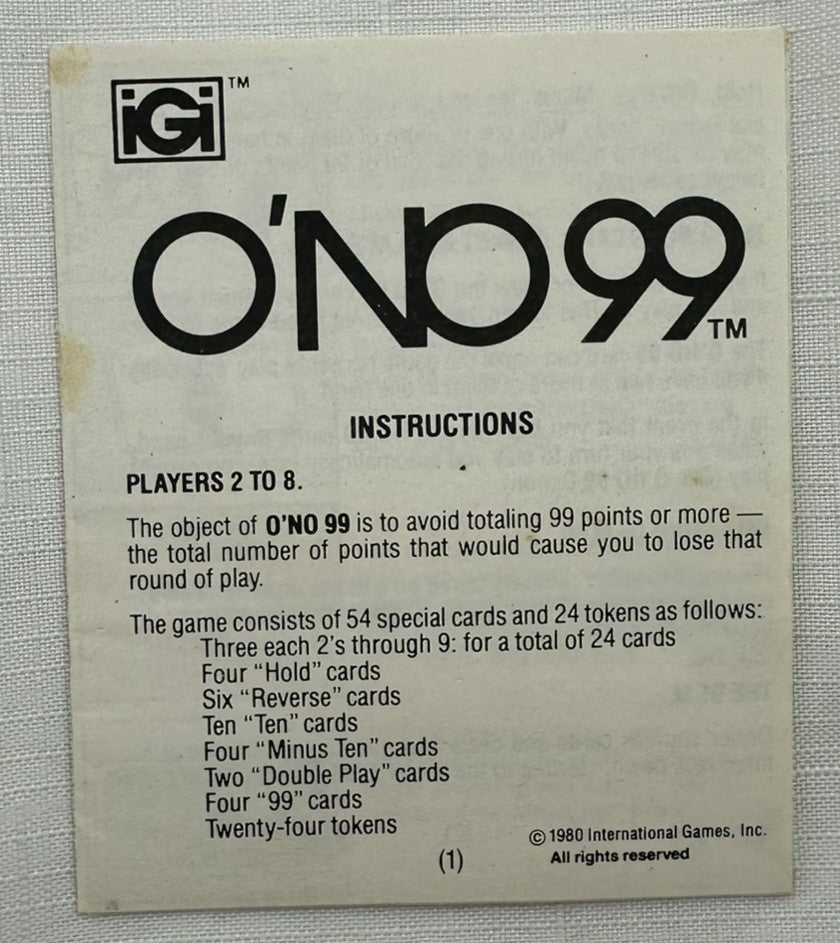 iGi™
O'NO 99™
INSTRUCTIONS
PLAYERS 2 TO 8.
The object of O'NO 99 is to avoid totaling 99 points or more —
the total number of points that would cause you to lose that
round of play.
The game consists of 54 special cards and 24 tokens as follows:
Three each 2's through 9: for a total of 24 cards
Four “Hold” cards
Six “Reverse” cards
Ten “Ten” cards
Four “Minus Ten” cards
Two “Double Play” cards
Four “99” cards
Twenty-four tokens
© 1980 International Games, Inc.
All rights reserved
(1)